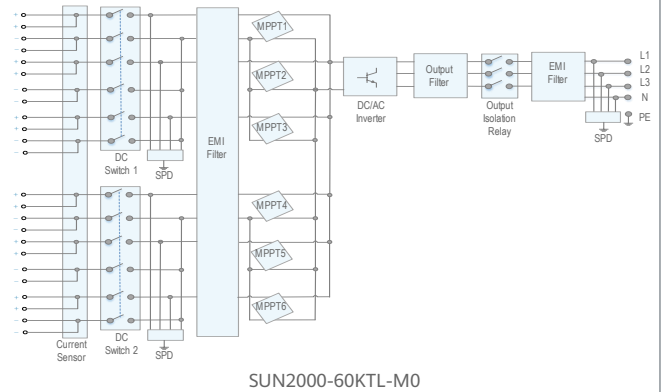 MPPT1
MPPT2
MPPT3
MPPT4
MPPT5
MPPT6
EMI
Filter
DC
Switch 1
SPD
DC
Switch 2
SPD
Current
Sensor
DC/AC
Inverter
Output
Filter
Output
Isolation
Relay
EMI
Filter
L1
L2
L3
N
PE
SPD
SUN2000-60KTL-M0